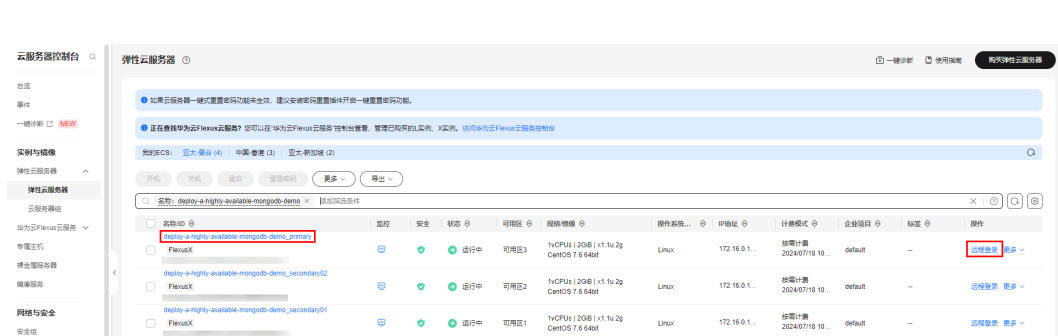 云服务器控制台
总览
事件
一键诊断 NEW
实例与镜像
弹性云服务器
弹性云服务器
云服务器组
华为云Flexus云服务
专属主机
裸金属服务器
镜像服务
网络与安全
安全组
弹性云服务器
一键诊断 使用指南 购买弹性云服务器
如果云服务器一键式重置密码功能未生效，建议安装密码重置插件开启一键重置密码功能。
正在查找华为云Flexus云服务? 您可以在“华为云Flexus云服务”控制台查看、管理已购买的L实例、X实例。访问华为云Flexus云服务控制台
我的ECS： 亚太-曼谷 (4) 中国-香港 (3) 亚太-新加坡 (2)
开机 关机 重启 重置密码 更多 导出
名称: deploy-a-highly-available-mongodb-demo × 添加筛选条件
名称/ID 监控 安全 状态 可用区 规格/镜像 操作系统... IP地址 计费模式 企业项目 标签 操作
deploy-a-highly-available-mongodb-demo_primary
FlexusX 运行中 可用区3 1vCPUs | 2GiB | x1.1u.2g CentOS 7.6 64bit Linux 172.16.0.1... 按需计费 2024/07/18 10... default -- 远程登录 更多
deploy-a-highly-available-mongodb-demo_secondary02
FlexusX 运行中 可用区2 1vCPUs | 2GiB | x1.1u.2g CentOS 7.6 64bit Linux 172.16.0.1... 按需计费 2024/07/18 10... default -- 远程登录 更多
deploy-a-highly-available-mongodb-demo_secondary01
FlexusX 运行中 可用区1 1vCPUs | 2GiB | x1.1u.2g CentOS 7.6 64bit Linux 172.16.0.1... 按需计费 2024/07/18 10... default -- 远程登录 更多